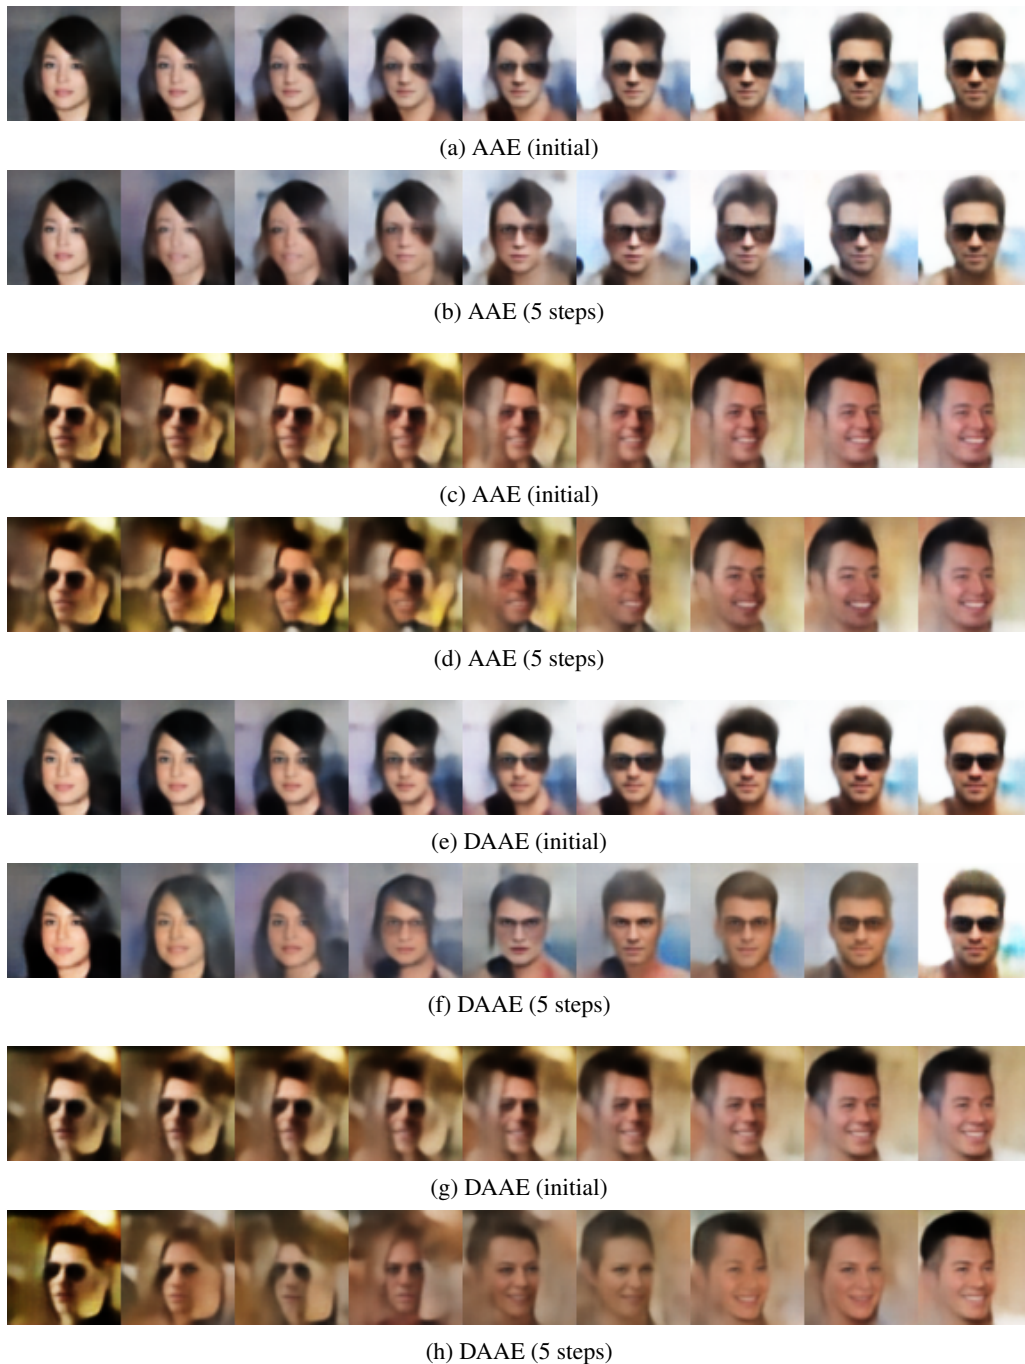 (a) AAE (initial)
(b) AAE (5 steps)
(c) AAE (initial)
(d) AAE (5 steps)
(e) DAAE (initial)
(f) DAAE (5 steps)
(g) DAAE (initial)
(h) DAAE (5 steps)